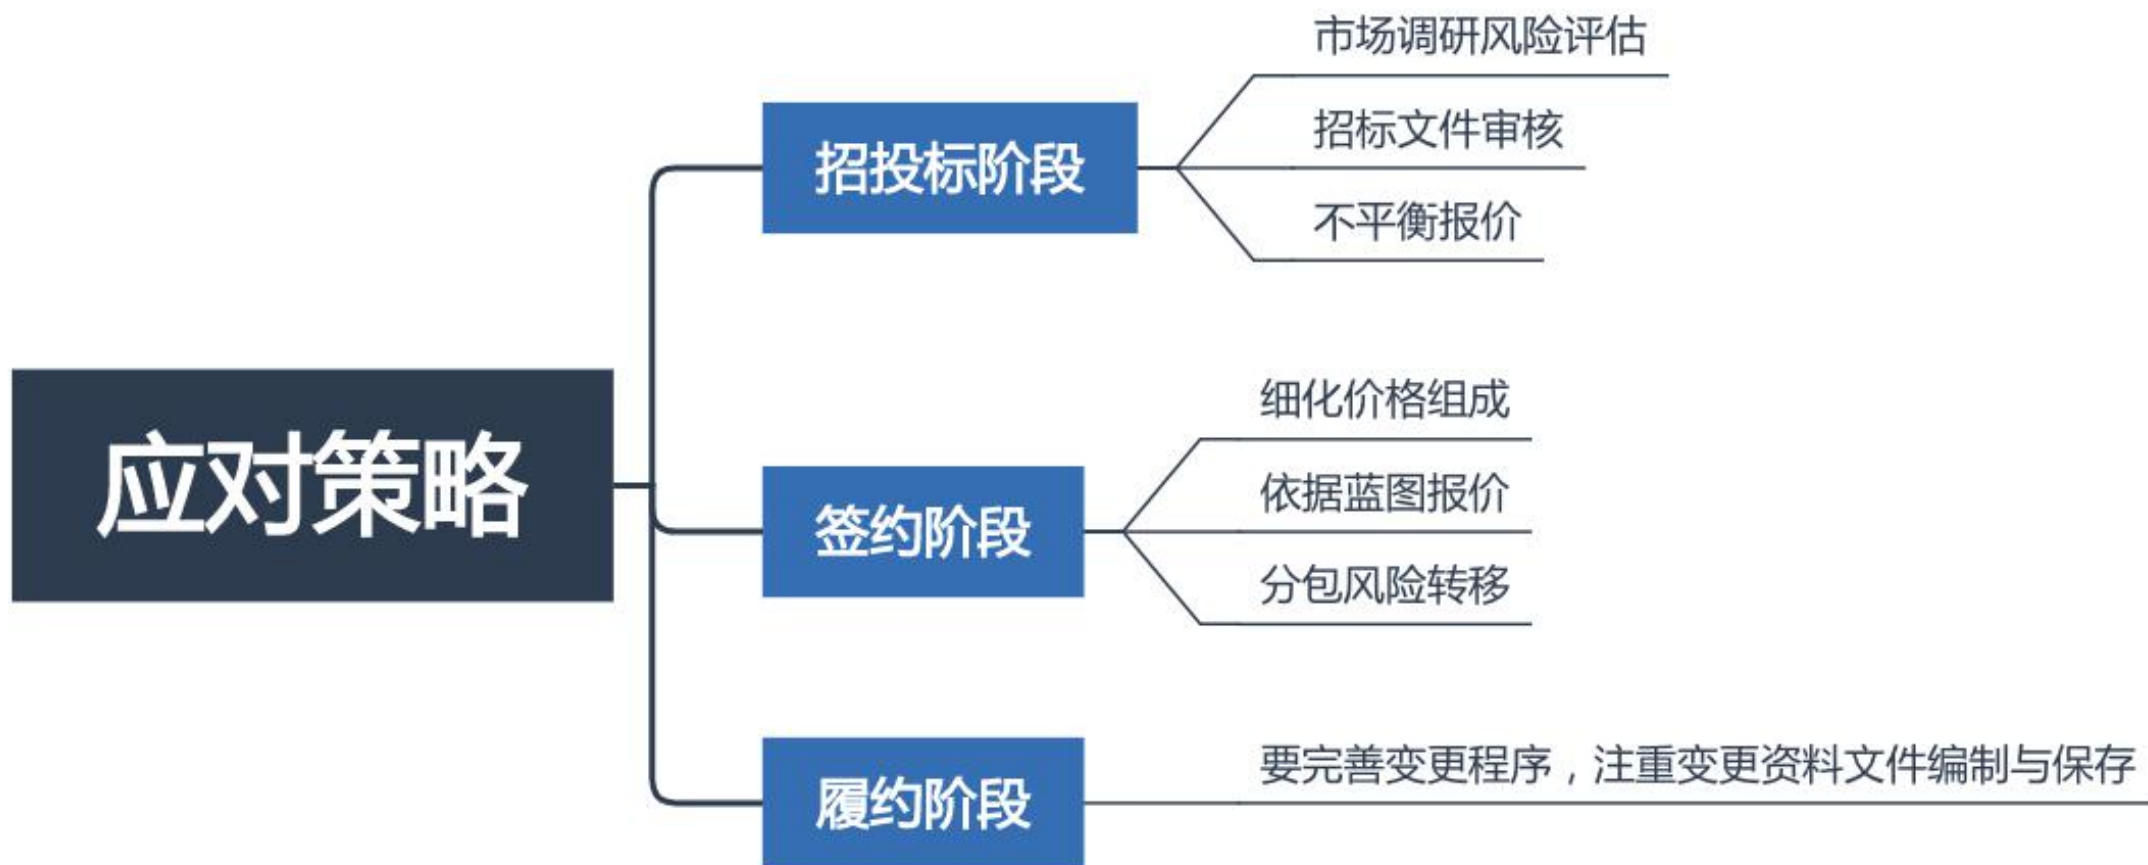 应对策略
招投标阶段
市场调研风险评估
招标文件审核
不平衡报价
签约阶段
细化价格组成
依据蓝图报价
分包风险转移
履约阶段
要完善变更程序，注重变更资料文件编制与保存